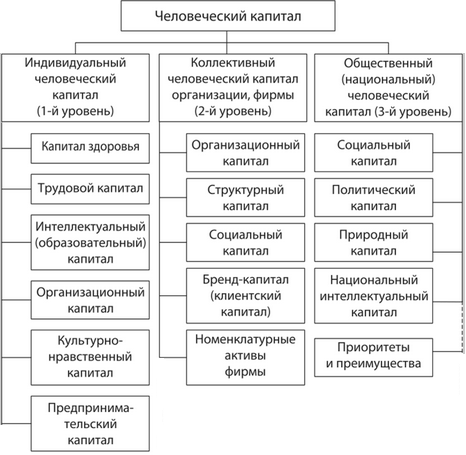 Человеческий капитал
Индивидуальный
человеческий
капитал
(1-й уровень)
Капитал здоровья
Трудовой капитал
Интеллектуальный
(образовательный)
капитал
Организационный
капитал
Культурно-
нравственный
капитал
Предпринима-
тельский
капитал
Коллективный
человеческий капитал
организации, фирмы
(2-й уровень)
Организационный
капитал
Структурный
капитал
Социальный
капитал
Бренд-капитал
(клиентский
капитал)
Номенклатурные
активы
фирмы
Общественный
(национальный)
человеческий
капитал (3-й уровень)
Социальный
капитал
Политический
капитал
Природный
капитал
Национальный
интеллектуальный
капитал
Приоритеты
и преимущества